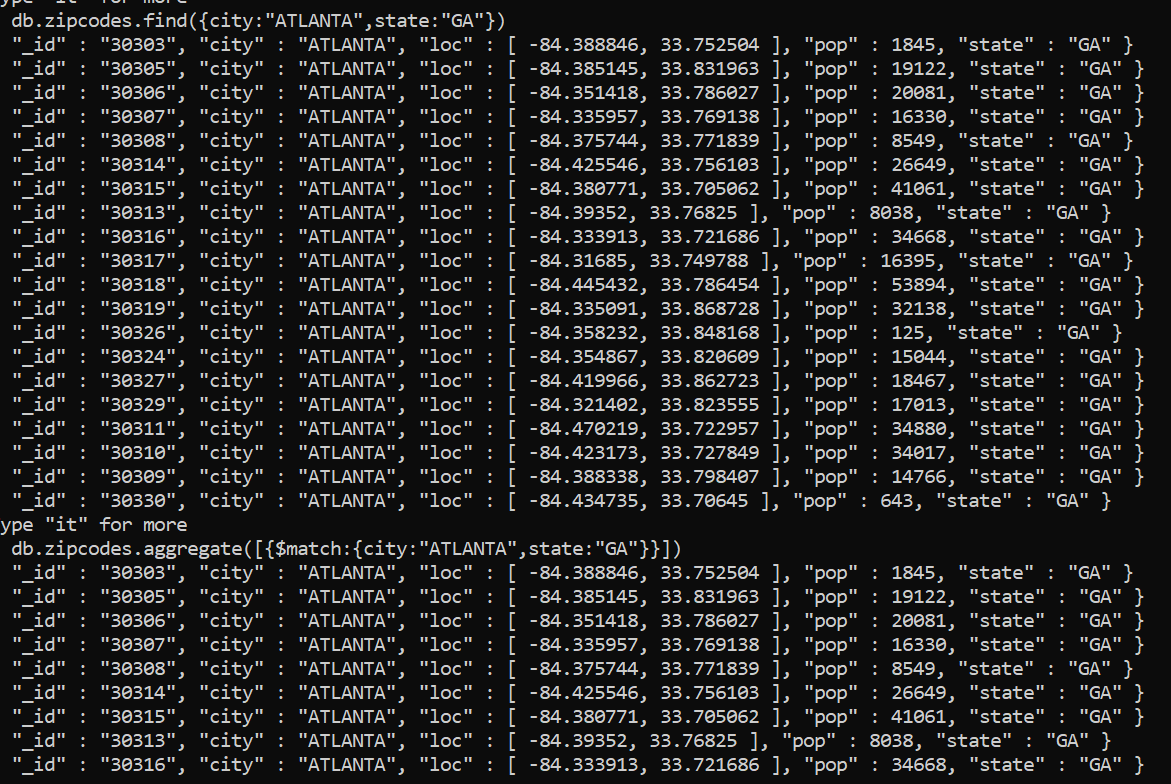 ype "it" for more
db.zipcodes.find({city:"ATLANTA",state:"GA"})
"_id" : "30303", "city" : "ATLANTA", "loc" : [ -84.388846, 33.752504 ], "pop" : 1845, "state" : "GA" }
"_id" : "30305", "city" : "ATLANTA", "loc" : [ -84.385145, 33.831963 ], "pop" : 19122, "state" : "GA" }
"_id" : "30306", "city" : "ATLANTA", "loc" : [ -84.351418, 33.786027 ], "pop" : 20081, "state" : "GA" }
"_id" : "30307", "city" : "ATLANTA", "loc" : [ -84.335957, 33.769138 ], "pop" : 16330, "state" : "GA" }
"_id" : "30308", "city" : "ATLANTA", "loc" : [ -84.375744, 33.771839 ], "pop" : 8549, "state" : "GA" }
"_id" : "30314", "city" : "ATLANTA", "loc" : [ -84.425546, 33.756103 ], "pop" : 26649, "state" : "GA" }
"_id" : "30315", "city" : "ATLANTA", "loc" : [ -84.380771, 33.705062 ], "pop" : 41061, "state" : "GA" }
"_id" : "30313", "city" : "ATLANTA", "loc" : [ -84.39352, 33.76825 ], "pop" : 8038, "state" : "GA" }
"_id" : "30316", "city" : "ATLANTA", "loc" : [ -84.333913, 33.721686 ], "pop" : 34668, "state" : "GA" }
"_id" : "30317", "city" : "ATLANTA", "loc" : [ -84.31685, 33.749788 ], "pop" : 16395, "state" : "GA" }
"_id" : "30318", "city" : "ATLANTA", "loc" : [ -84.445432, 33.786454 ], "pop" : 53894, "state" : "GA" }
"_id" : "30319", "city" : "ATLANTA", "loc" : [ -84.335091, 33.868728 ], "pop" : 32138, "state" : "GA" }
"_id" : "30326", "city" : "ATLANTA", "loc" : [ -84.358232, 33.848168 ], "pop" : 125, "state" : "GA" }
"_id" : "30324", "city" : "ATLANTA", "loc" : [ -84.354867, 33.820609 ], "pop" : 15044, "state" : "GA" }
"_id" : "30327", "city" : "ATLANTA", "loc" : [ -84.419966, 33.862723 ], "pop" : 18467, "state" : "GA" }
"_id" : "30329", "city" : "ATLANTA", "loc" : [ -84.321402, 33.823555 ], "pop" : 17013, "state" : "GA" }
"_id" : "30311", "city" : "ATLANTA", "loc" : [ -84.470219, 33.722957 ], "pop" : 34880, "state" : "GA" }
"_id" : "30310", "city" : "ATLANTA", "loc" : [ -84.423173, 33.727849 ], "pop" : 34017, "state" : "GA" }
"_id" : "30309", "city" : "ATLANTA", "loc" : [ -84.388338, 33.798407 ], "pop" : 14766, "state" : "GA" }
"_id" : "30330", "city" : "ATLANTA", "loc" : [ -84.434735, 33.70645 ], "pop" : 643, "state" : "GA" }
ype "it" for more
db.zipcodes.aggregate([{$match:{city:"ATLANTA",state:"GA"}}])
"_id" : "30303", "city" : "ATLANTA", "loc" : [ -84.388846, 33.752504 ], "pop" : 1845, "state" : "GA" }
"_id" : "30305", "city" : "ATLANTA", "loc" : [ -84.385145, 33.831963 ], "pop" : 19122, "state" : "GA" }
"_id" : "30306", "city" : "ATLANTA", "loc" : [ -84.351418, 33.786027 ], "pop" : 20081, "state" : "GA" }
"_id" : "30307", "city" : "ATLANTA", "loc" : [ -84.335957, 33.769138 ], "pop" : 16330, "state" : "GA" }
"_id" : "30308", "city" : "ATLANTA", "loc" : [ -84.375744, 33.771839 ], "pop" : 8549, "state" : "GA" }
"_id" : "30314", "city" : "ATLANTA", "loc" : [ -84.425546, 33.756103 ], "pop" : 26649, "state" : "GA" }
"_id" : "30315", "city" : "ATLANTA", "loc" : [ -84.380771, 33.705062 ], "pop" : 41061, "state" : "GA" }
"_id" : "30313", "city" : "ATLANTA", "loc" : [ -84.39352, 33.76825 ], "pop" : 8038, "state" : "GA" }
"_id" : "30316", "city" : "ATLANTA", "loc" : [ -84.333913, 33.721686 ], "pop" : 34668, "state" : "GA" }